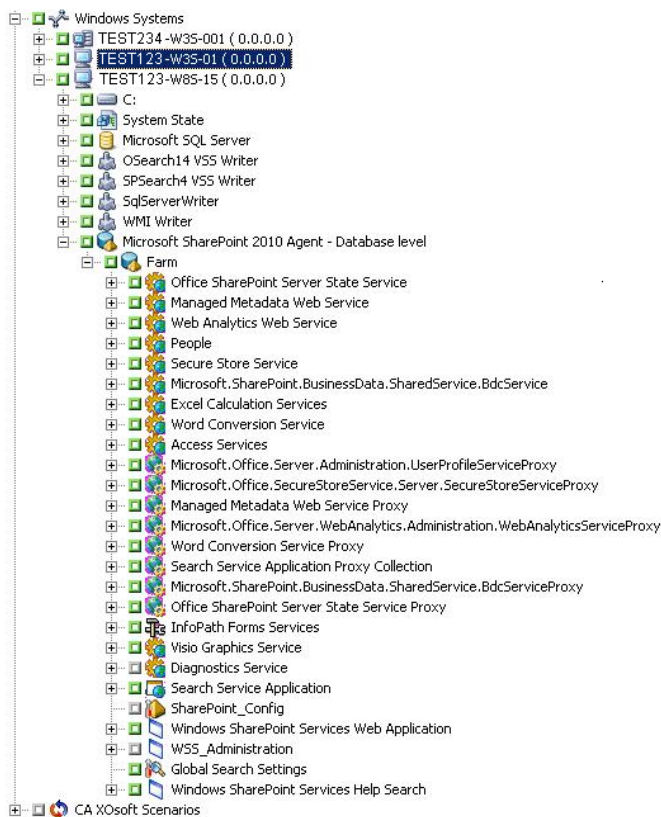 Windows Systems
TEST234-W3S-001 ( 0.0.0.0 )
TEST123-W3S-01 ( 0.0.0.0 )
TEST123-W8S-15 ( 0.0.0.0 )
C:
System State
Microsoft SQL Server
OSearch14 VSS Writer
SPSearch4 VSS Writer
SqlServerWriter
WMI Writer
Microsoft SharePoint 2010 Agent - Database level
Farm
Office SharePoint Server State Service
Managed Metadata Web Service
Web Analytics Web Service
People
Secure Store Service
Microsoft.SharePoint.BusinessData.SharedService.BdcService
Excel Calculation Services
Word Conversion Service
Access Services
Microsoft.Office.Server.Administration.UserProfileServiceProxy
Microsoft.Office.SecureStoreService.Server.SecureStoreServiceProxy
Managed Metadata Web Service Proxy
Microsoft.Office.Server.WebAnalytics.Administration.WebAnalyticsServiceProxy
Word Conversion Service Proxy
Search Service Application Proxy Collection
Microsoft.SharePoint.BusinessData.SharedService.BdcServiceProxy
Office SharePoint Server State Service Proxy
InfoPath Forms Services
Visio Graphics Service
Diagnostics Service
Search Service Application
SharePoint_Config
Windows SharePoint Services Web Application
WSS_Administration
Global Search Settings
Windows SharePoint Services Help Search
CA XOsoft Scenarios